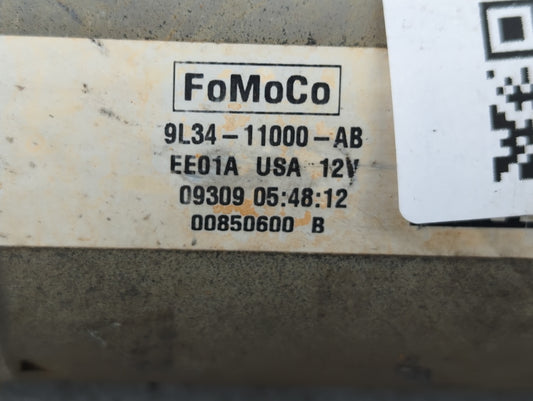 FoMoCo
9L34-11000-AB
EE01A USA 12V
09309 05:48:12
00850600 B